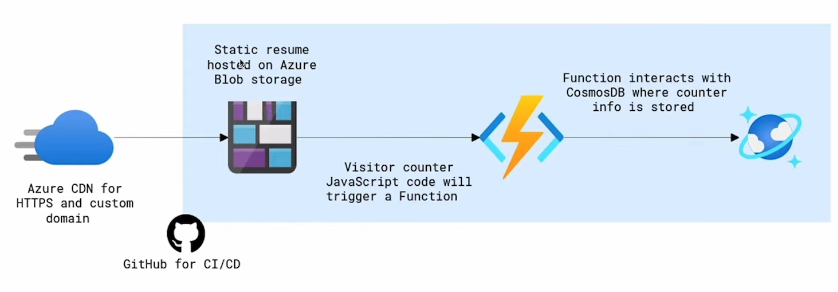 Static resume
hosted on Azure
Blob storage
Function interacts with
CosmosDB where counter
info is stored
Visitor counter
JavaScript code will
trigger a Function
Azure CDN for
HTTPS and custom
domain
GitHub for CI/CD